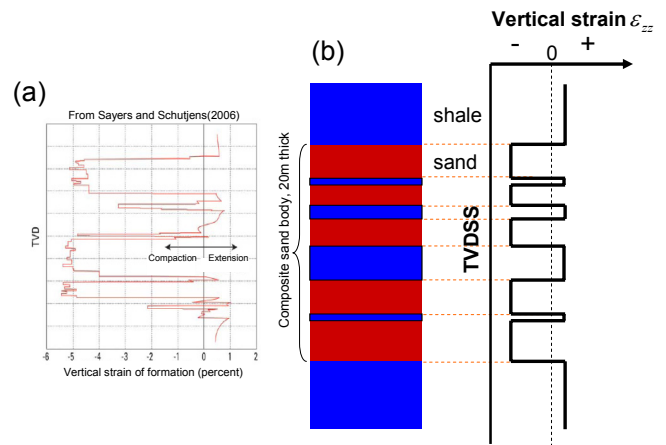 Vertical strain εzz
(b)
- 0 +
(a)
From Sayers and Schutjens(2006)
shale
sand
Composite sand body, 20m thick
TVDSS
TVD
Compaction Extension
-6 -5 -4 -3 -2 -1 0 1 2
Vertical strain of formation (percent)